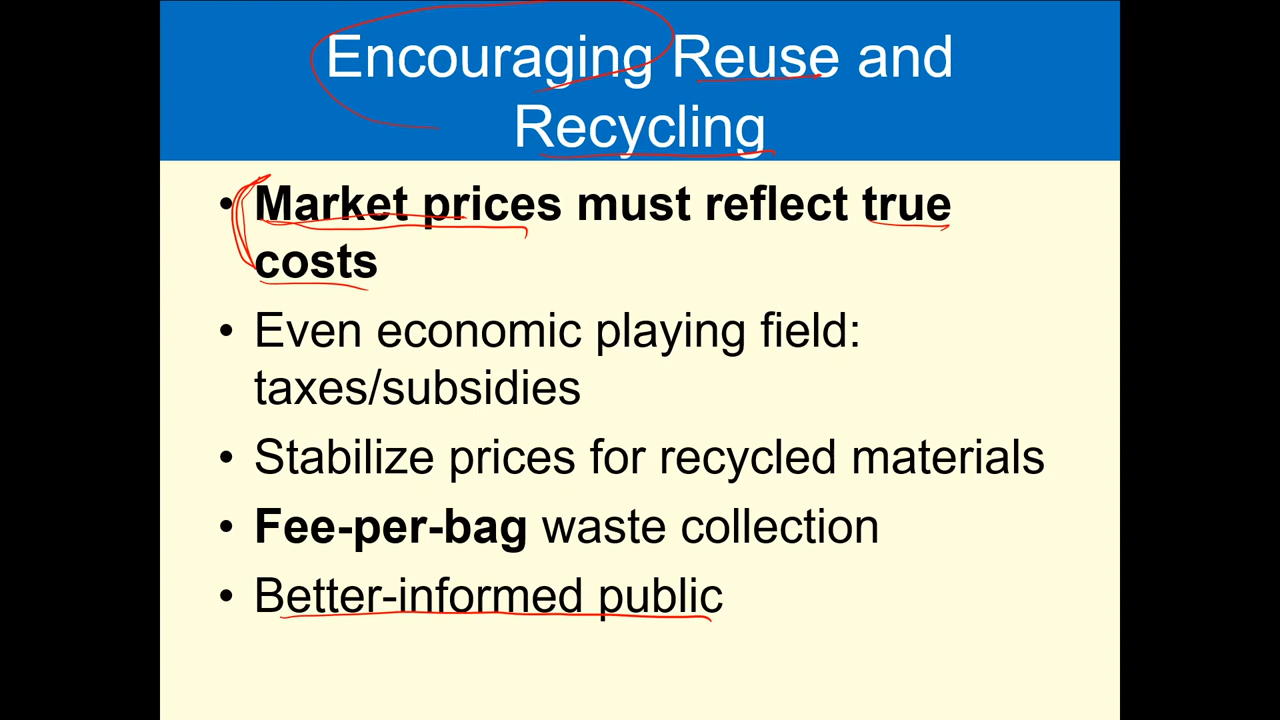 Encouraging Reuse and
Recycling
• Market prices must reflect true
costs
• Even economic playing field:
taxes/subsidies
• Stabilize prices for recycled materials
• Fee-per-bag waste collection
• Better-informed public